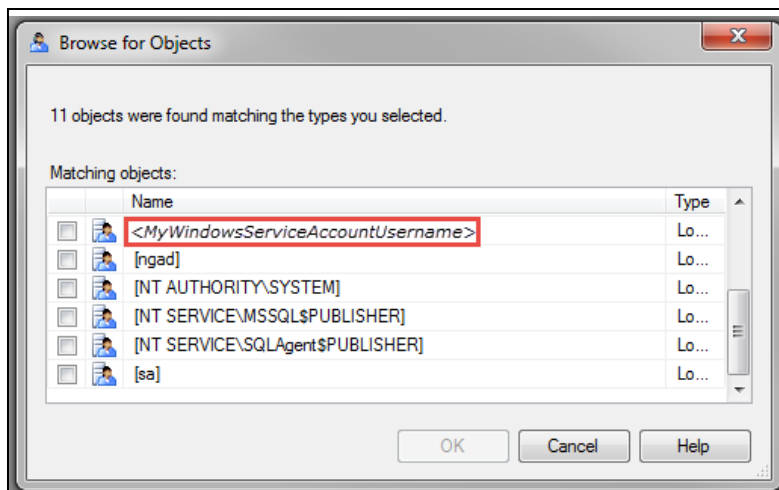 Browse for Objects
11 objects were found matching the types you selected.
Matching objects:
Name Type
<MyWindowsServiceAccountUsername> Lo...
[ngad] Lo...
[NT AUTHORITY\SYSTEM] Lo...
[NT SERVICE\MSSQL$PUBLISHER] Lo...
[NT SERVICE\SQLAgent$PUBLISHER] Lo...
[sa] Lo...
OK Cancel Help